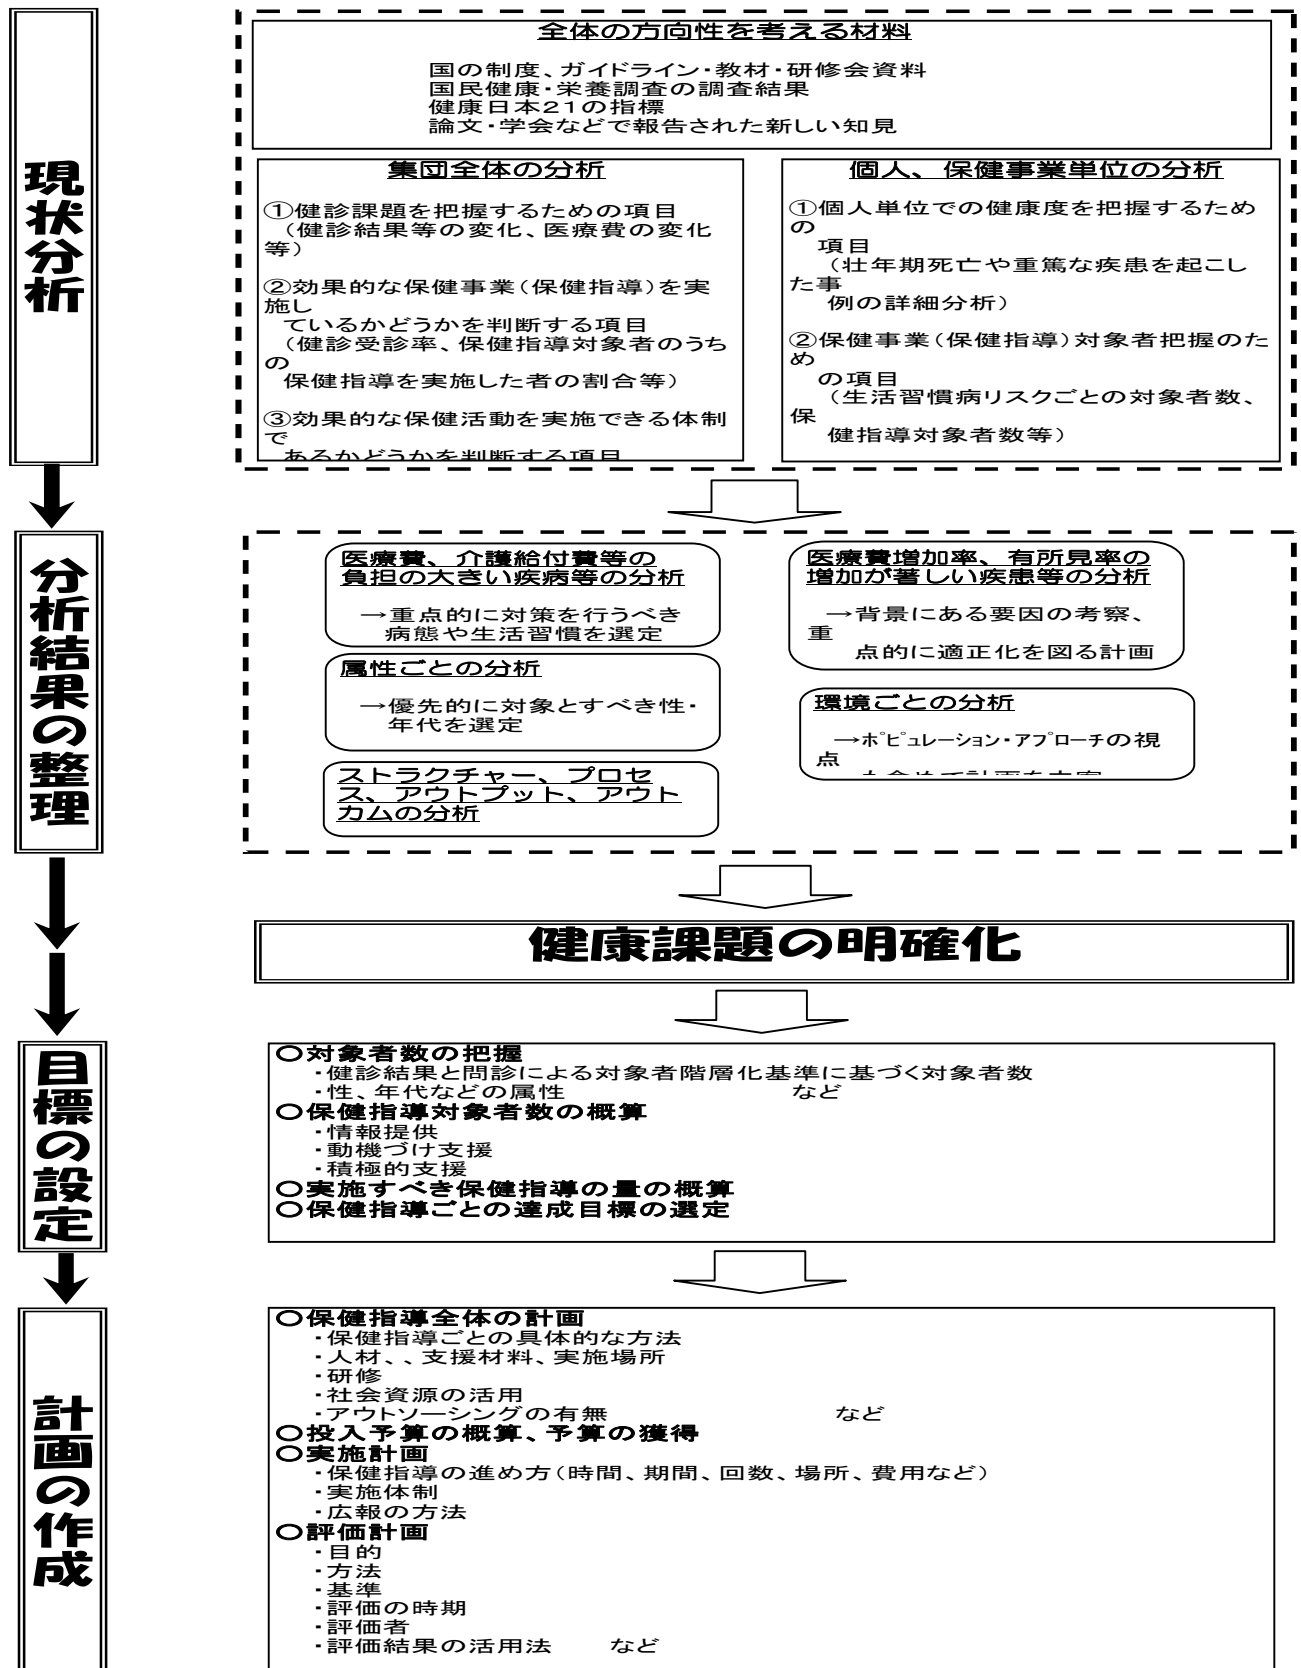 現状分析
全体の方向性を考える材料
国の制度、ガイドライン・教材・研修会資料
国民健康・栄養調査の調査結果
健康日本21の指標
論文・学会などで報告された新しい知見
集団全体の分析
①健診課題を把握するための項目
（健診結果等の変化、医療費の変化
等）
②効果的な保健事業（保健指導）を実
施し
ているかどうかを判断する項目
（健診受診率、保健指導対象者のうち
の
保健指導を実施した者の割合等）
③効果的な保健活動を実施できる体制
で
あるかどうかを判断する項目
個人、保健事業単位の分析
①個人単位での健康度を把握するため
の
項目
（壮年期死亡や重篤な疾患を起こし
た事
例の詳細分析）
②保健事業（保健指導）対象者把握のた
め
の項目
（生活習慣病リスクごとの対象者数、
保
健指導対象者数等）
分析結果の整理
医療費、介護給付費等の
負担の大きい疾病等の分析
→重点的に対策を行うべき
病態や生活習慣を選定
医療費増加率、有所見率の
増加が著しい疾患等の分析
→背景にある要因の考察、
重
点的に適正化を図る計画
属性ごとの分析
→優先的に対象とすべき性・
年代を選定
環境ごとの分析
→ﾎﾟﾋﾟｭﾚｰｼｮﾝ・ｱﾌﾟﾛｰﾁの視
点
ストラクチャー、プロセ
ス、アウトプット、アウト
カムの分析
健康課題の明確化
目標の設定
〇対象者数の把握
・健診結果と問診による対象者階層化基準に基づく対象者数
・性、年代などの属性　など
〇保健指導対象者数の概算
・情報提供
・動機づけ支援
・積極的支援
〇実施すべき保健指導の量の概算
〇保健指導ごとの達成目標の選定
計画の作成
〇保健指導全体の計画
・保健指導ごとの具体的な方法
・人材、、支援材料、実施場所
・研修
・社会資源の活用
・アウトソーシングの有無　など
〇投入予算の概算、予算の獲得
〇実施計画
・保健指導の進め方（時間、期間、回数、場所、費用など）
・実施体制
・広報の方法
〇評価計画
・目的
・方法
・基準
・評価の時期
・評価者
・評価結果の活用法　など